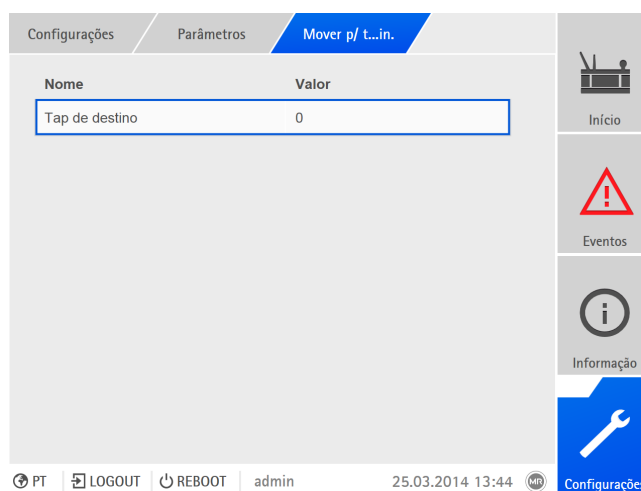 Configurações Parâmetros Mover p/ t...in.
Nome Valor
Tap de destino 0
Início
Eventos
Informação
Configuraçõe
PT LOGOUT REBOOT admin 25.03.2014 13:44 MR